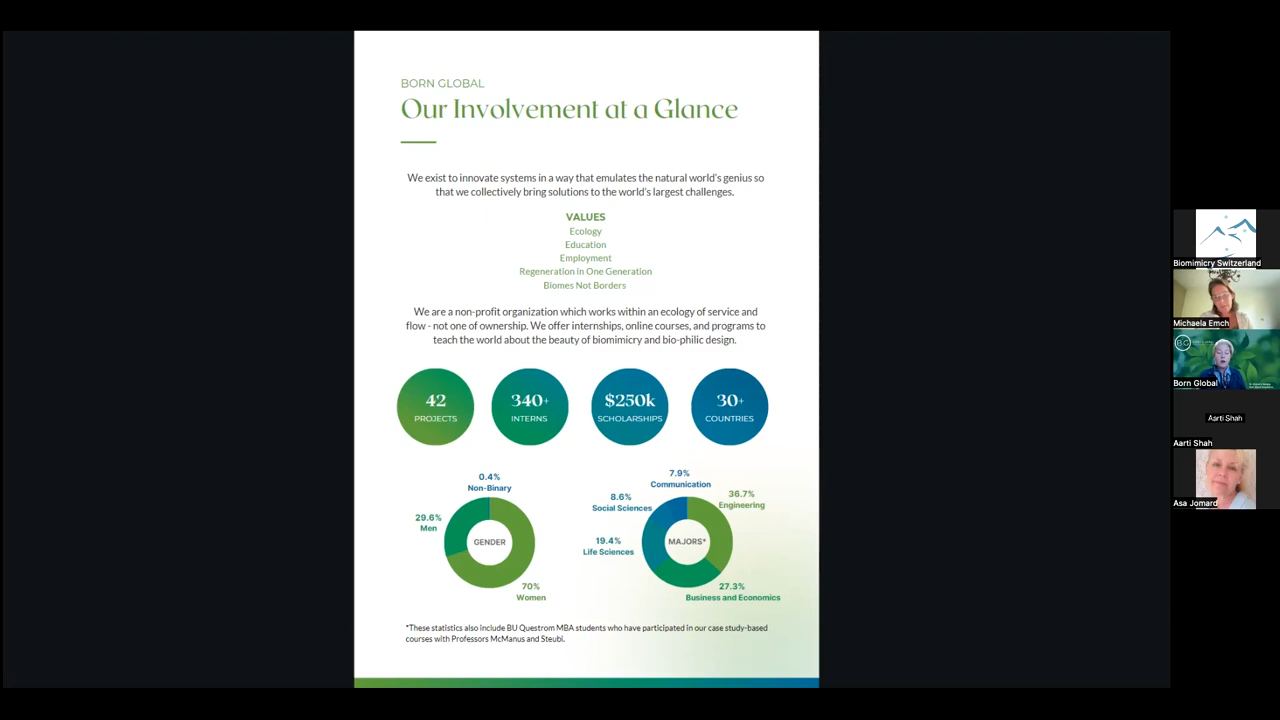 BORN GLOBAL
Our Involvement at a Glance
We exist to innovate systems in a way that emulates the natural world's genius so
that we collectively bring solutions to the world's largest challenges.
VALUES
Ecology
Education
Employment
Regeneration in One Generation
Biomes Not Borders
We are a non-profit organization which works within an ecology of service and
flow - not one of ownership. We offer internships, online courses, and programs to
teach the world about the beauty of biomimicry and bio-philic design.
42
PROJECTS
340+
INTERNS
$250k
SCHOLARSHIPS
30+
COUNTRIES
0.4%
Non-Binary
29.6%
Men
GENDER
70%
Women
7.9%
Communication
8.6%
Social Sciences
36.7%
Engineering
19.4%
Life Sciences
MAJORS*
27.3%
Business and Economics
*These statistics also include BU Questrom MBA students who have participated in our case study-based
courses with Professors McManus and Steubi.
Biomimicry Switzerland
Michaela Emch
BG
Born Global
Aarti Shah
Aarti Shah
Asa Jomard